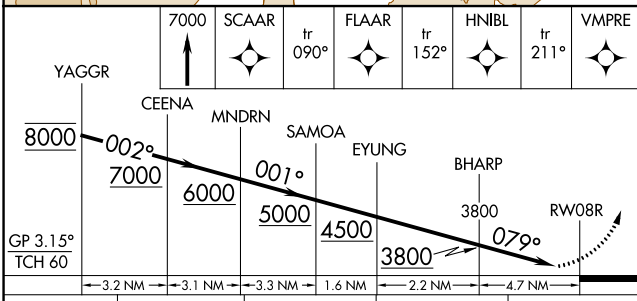 7000 SCAAR tr 090° FLAAR tr 152° HNIBL tr 211° VMPRE
YAGGR
CEENA
MNDRN
SAMOA
EYUNG
BHARP
8000 002°
7000
001°
6000
5000
4500
3800
3800
079°
RW08R
GP 3.15°
TCH 60
3.2 NM 3.1 NM 3.3 NM 1.6 NM 2.2 NM 4.7 NM